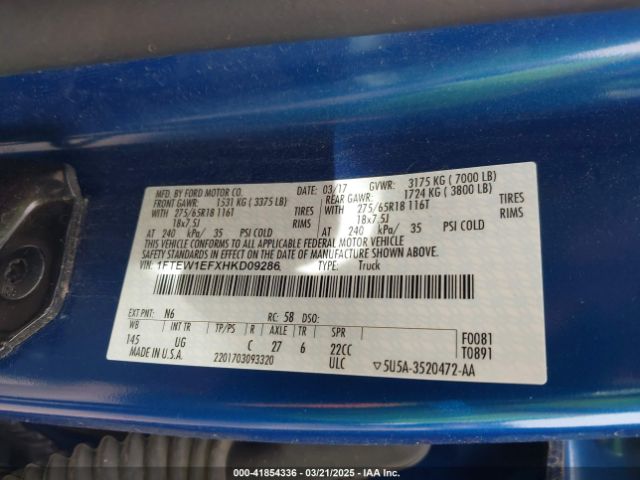 MFD. BY FORD MOTOR CO.
DATE: 03/17 GVWR: 3175 KG ( 7000 LB)
FRONT GAWR: 1531 KG ( 3375 LB) REAR GAWR: 1724 KG ( 3800 LB)
WITH 275/65R18 116T TIRES WITH 275/65R18 116T TIRES
18x7.5J RIMS 18x7.5J RIMS
AT 240 kPa/ 35 PSI COLD AT 240 kPa/ 35 PSI COLD
THIS VEHICLE CONFORMS TO ALL APPLICABLE FEDERAL MOTOR VEHICLE
SAFETY STANDARDS IN EFFECT ON THE DATE OF MANUFACTURE SHOWN ABOVE.
VIN: 1FTEW1EFXHKD09286 TYPE: Truck
EXT PNT: N6 RC: 58 DSO:
WB INT TR TP/PS R AXLE TR SPR F0081
145 UG C 27 6 22CC T0891
MADE IN U.S.A. 2201703093320 ULC ▽5U5A-3520472-AA
000-41854336 — 03/21/2025 — IAA Inc.